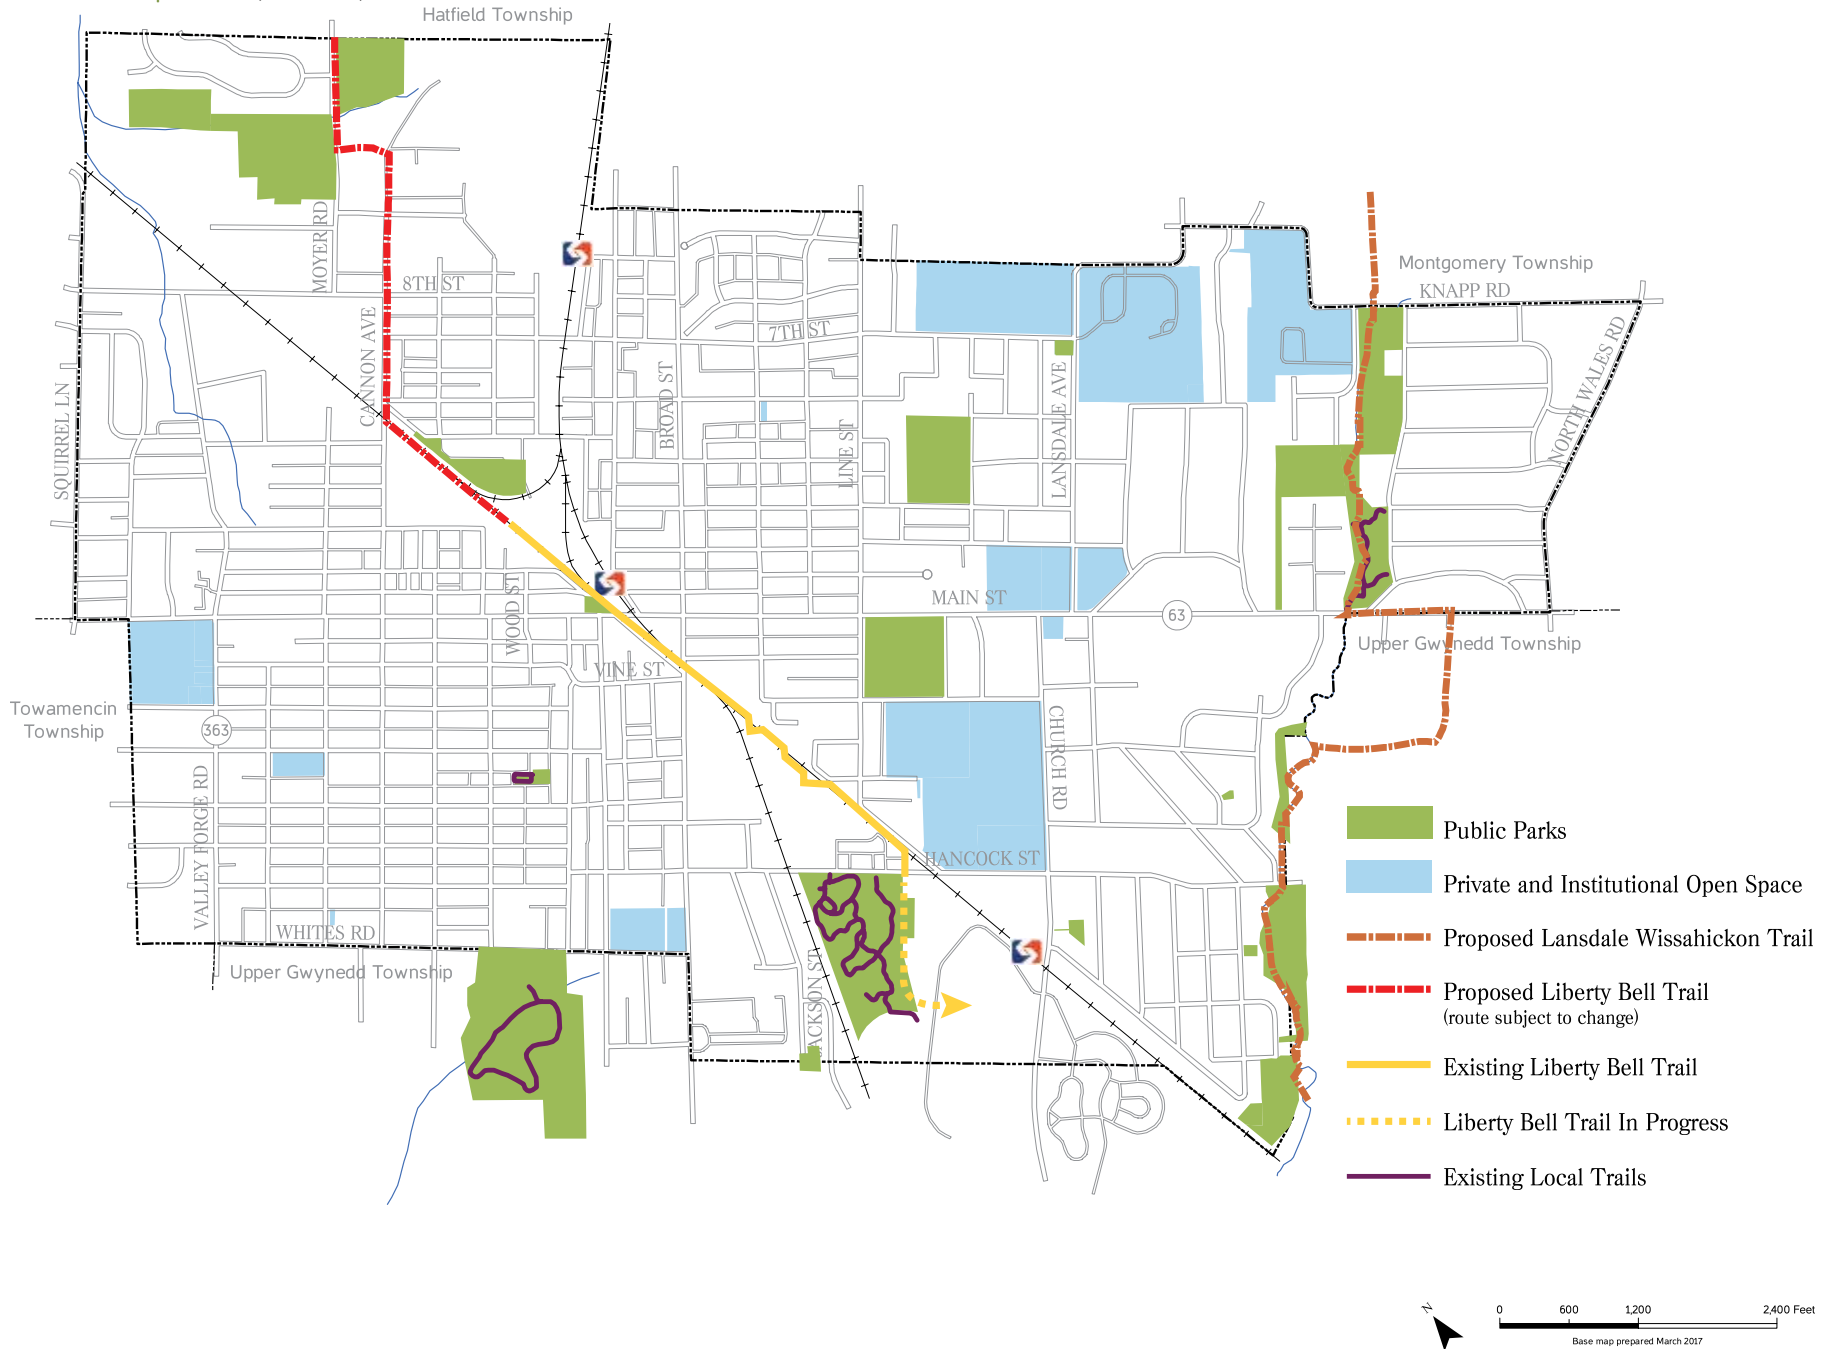 Hatfield Township
MOYER RD
8TH ST
CANNON AVE
SQUIRREL LN
BROAD ST
7TH ST
LINE ST
LANSDALE AVE
Montgomery Township
KNAPP RD
NORTH WALES RD
MAIN ST
63
Upper Gwynedd Township
WOOD ST
VINE ST
Towamencin
Township
363
VALLEY FORGE RD
CHURCH RD
HANCOCK ST
WHITES RD
Upper Gwynedd Township
JACKSON ST
Public Parks
Private and Institutional Open Space
Proposed Lansdale Wissahickon Trail
Proposed Liberty Bell Trail
(route subject to change)
Existing Liberty Bell Trail
Liberty Bell Trail In Progress
Existing Local Trails
N
0 600 1,200 2,400 Feet
Base map prepared March 2017